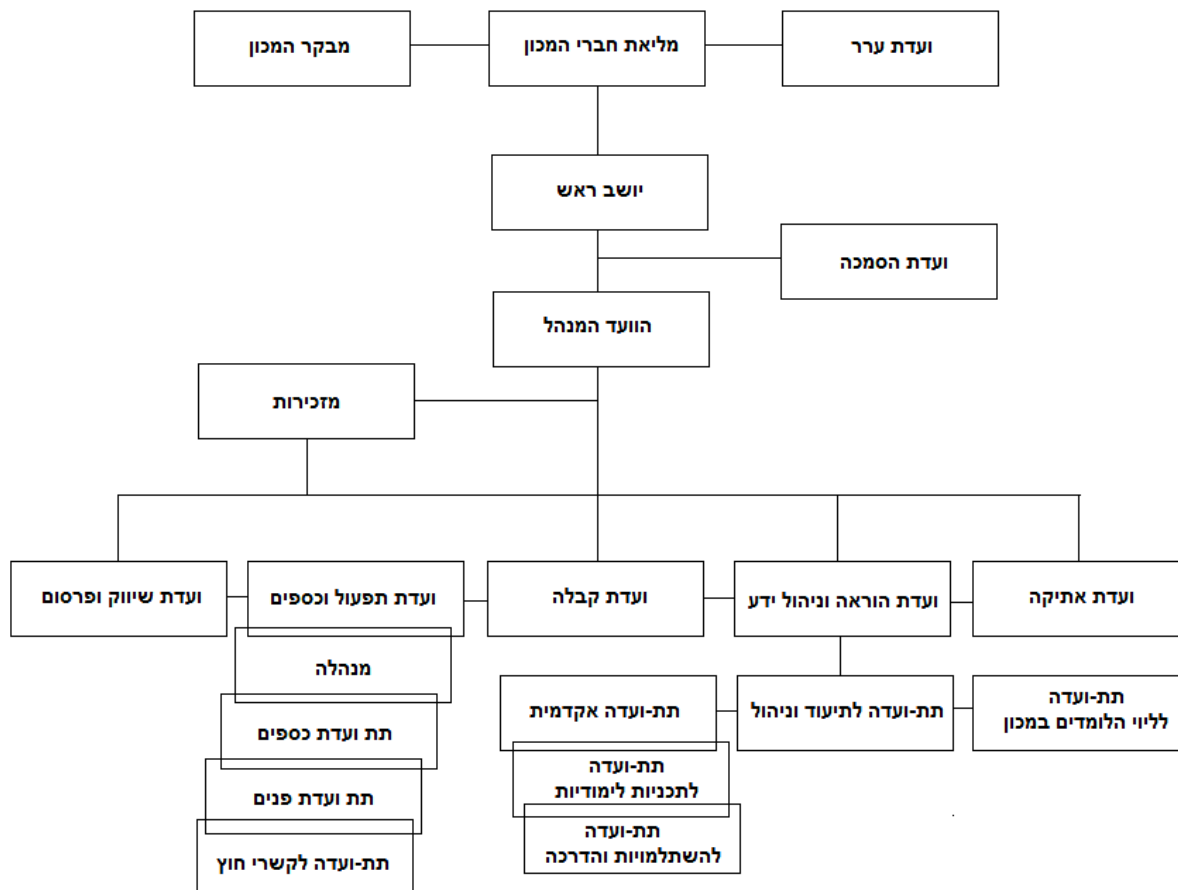 ועדת ערר
מליאת חברי המכון
מבקר המכון
יושב ראש
ועדת הסמכה
הוועד המנהל
מזכירות
ועדת אתיקה
ועדת הוראה וניהול ידע
ועדת קבלה
ועדת תפעול וכספים
ועדת שיווק ופרסום
מנהלה
תת ועדת כספים
תת ועדת פנים
תת-ועדה לקשרי חוץ
תת-ועדה
לליווי הלומדים במכון
תת-ועדה לתיעוד וניהול
תת-ועדה אקדמית
תת-ועדה
לתכניות לימודיות
תת-ועדה
להשתלמויות והדרכה